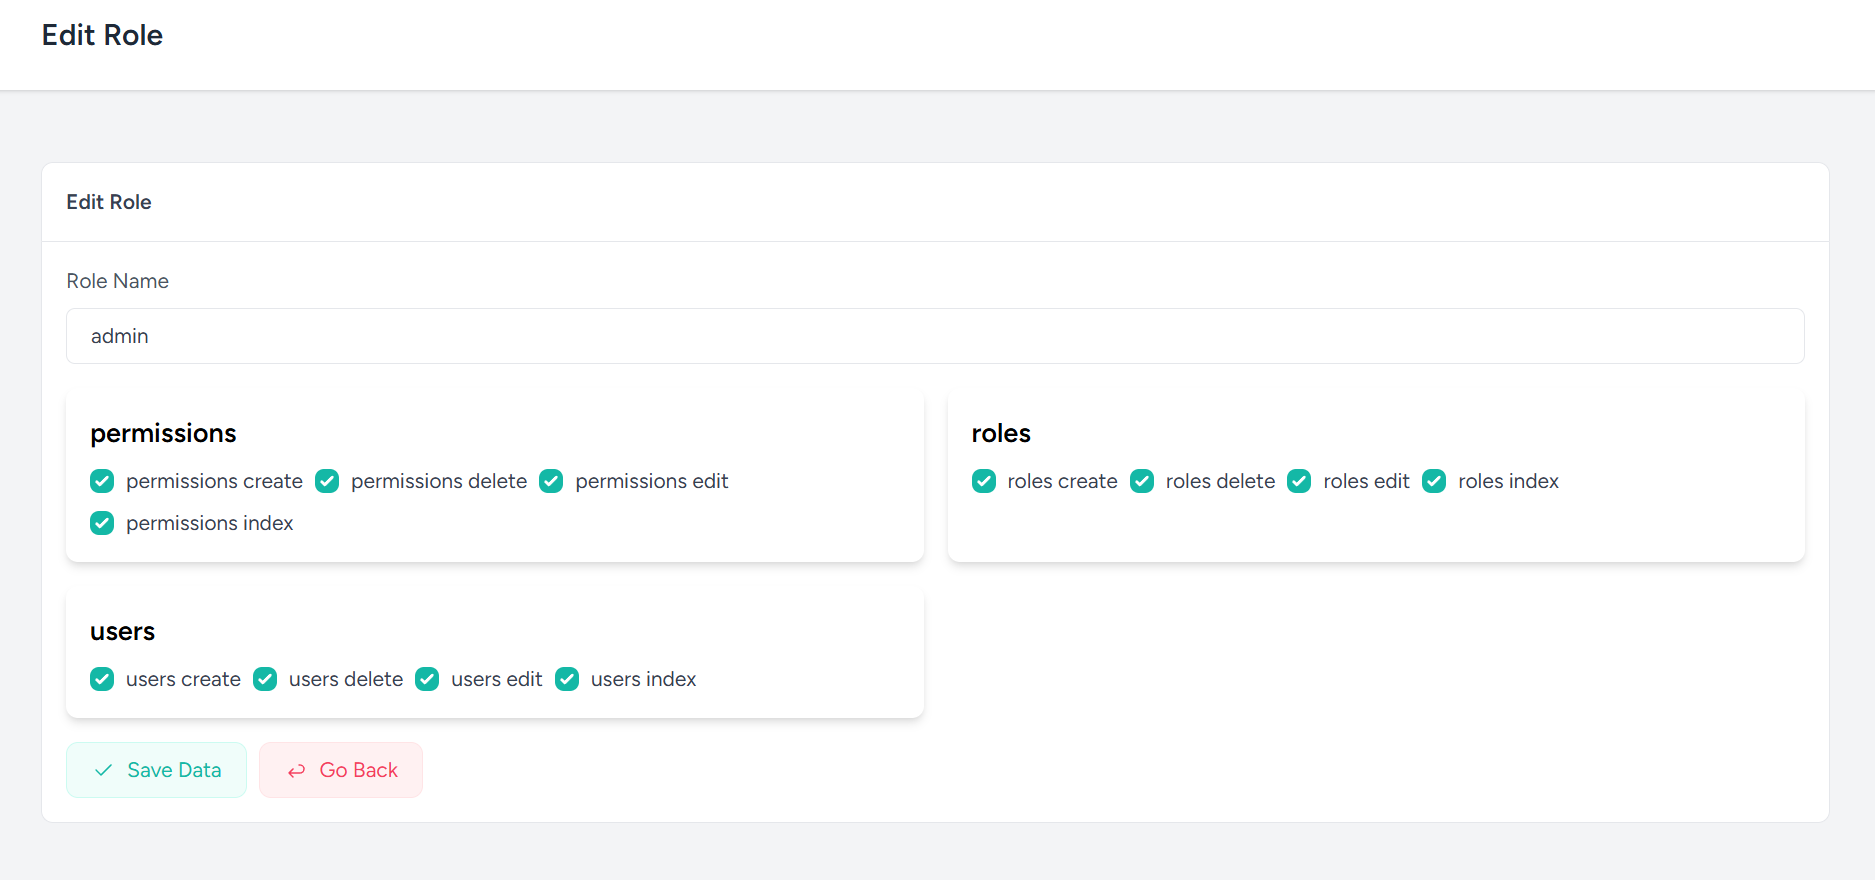 Edit Role
Edit Role
Role Name
admin
permissions
permissions create permissions delete permissions edit
permissions index
roles
roles create roles delete roles edit roles index
users
users create users delete users edit users index
Save Data Go Back